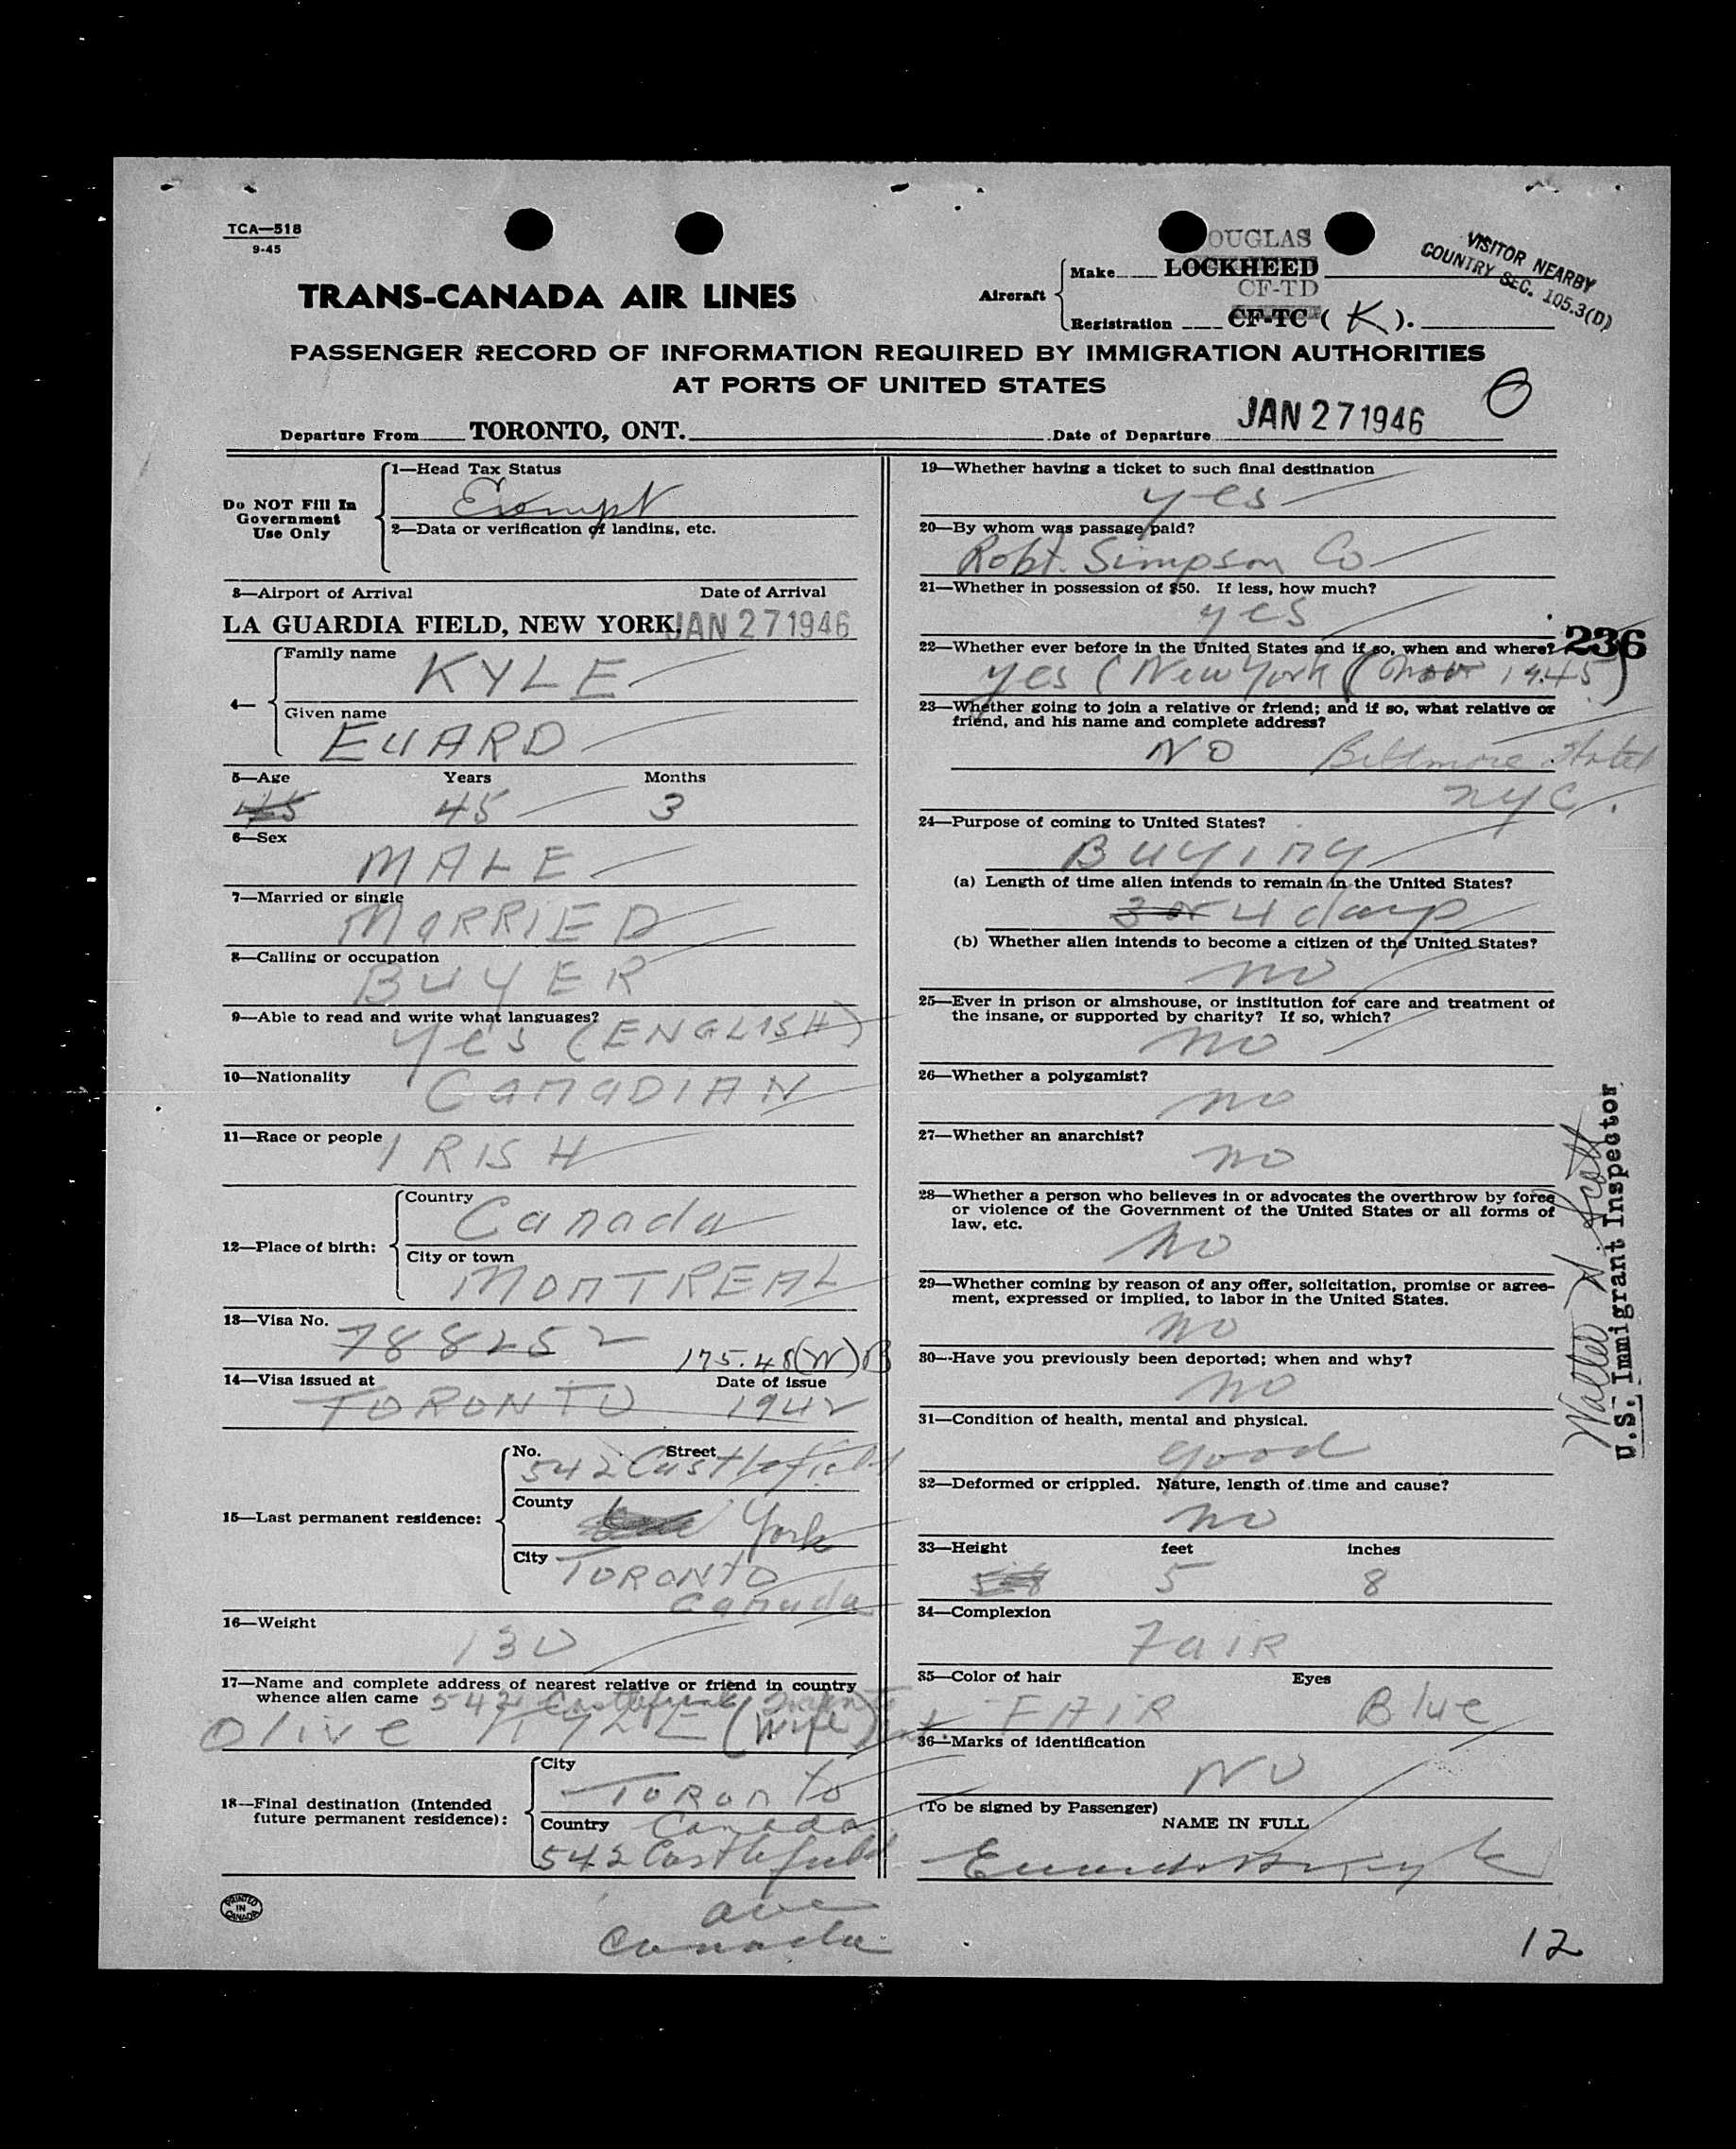 TCA—518
9-45
TRANS-CANADA AIR LINES
VISITOR NEARBY
COUNTRY SEC. 105.3(D)
OUGLAS
Aircraft
Make LOCKHEED
CF-TD
Registration CF-TC ( K ).
PASSENGER RECORD OF INFORMATION REQUIRED BY IMMIGRATION AUTHORITIES
AT PORTS OF UNITED STATES
Departure From TORONTO, ONT. Date of Departure JAN 27 1946
Do NOT Fill In
Government
Use Only
1—Head Tax Status
Exempt
2—Data or verification of landing, etc.
3—Airport of Arrival Date of Arrival
LA GUARDIA FIELD, NEW YORK. JAN 27 1946
4—
Family name
KYLE
Given name
EUARD
5—Age Years Months
45 45 3
6—Sex
MALE
7—Married or single
MARRIED
8—Calling or occupation
BUYER
9—Able to read and write what languages?
Yes (ENGLISH)
10—Nationality
CANADIAN
11—Race or people
IRISH
12—Place of birth:
Country
Canada
City or town
MONTREAL
13—Visa No.
788252 175.48(W)
14—Visa issued at Date of issue
TORONTO 1942
15—Last permanent residence:
No. Street
542 Castlefield
County
York
City
TORONTO
Canada
16—Weight
130
17—Name and complete address of nearest relative or friend in country
whence alien came 542 Castlefield
Olive KYLE (Wife)
18—Final destination (Intended
future permanent residence):
City
Toronto
Country Canada
542 Castlefield
ave
Canada
PRINTED
IN
CANADA
19—Whether having a ticket to such final destination
yes
20—By whom was passage paid?
Robt. Simpson Co
21—Whether in possession of $50. If less, how much?
yes
236
22—Whether ever before in the United States and if so, when and where?
yes (New York (Nov 1945)
23—Whether going to join a relative or friend; and if so, what relative or
friend, and his name and complete address?
NO Biltmore Hotel
NYC.
24—Purpose of coming to United States?
Buying
(a) Length of time alien intends to remain in the United States?
3 or 4 days
(b) Whether alien intends to become a citizen of the United States?
no
25—Ever in prison or almshouse, or institution for care and treatment of
the insane, or supported by charity? If so, which?
no
26—Whether a polygamist?
no
27—Whether an anarchist?
no
28—Whether a person who believes in or advocates the overthrow by force
or violence of the Government of the United States or all forms of
law, etc.
no
29—Whether coming by reason of any offer, solicitation, promise or agree-
ment, expressed or implied, to labor in the United States.
no
30—Have you previously been deported; when and why?
no
31—Condition of health, mental and physical.
good
32—Deformed or crippled. Nature, length of time and cause?
no
33—Height feet inches
5 8
34—Complexion
Fair
35—Color of hair Eyes
FAIR Blue
36—Marks of identification
NO
(To be signed by Passenger)
NAME IN FULL
12
U.S. Immigrant Inspector